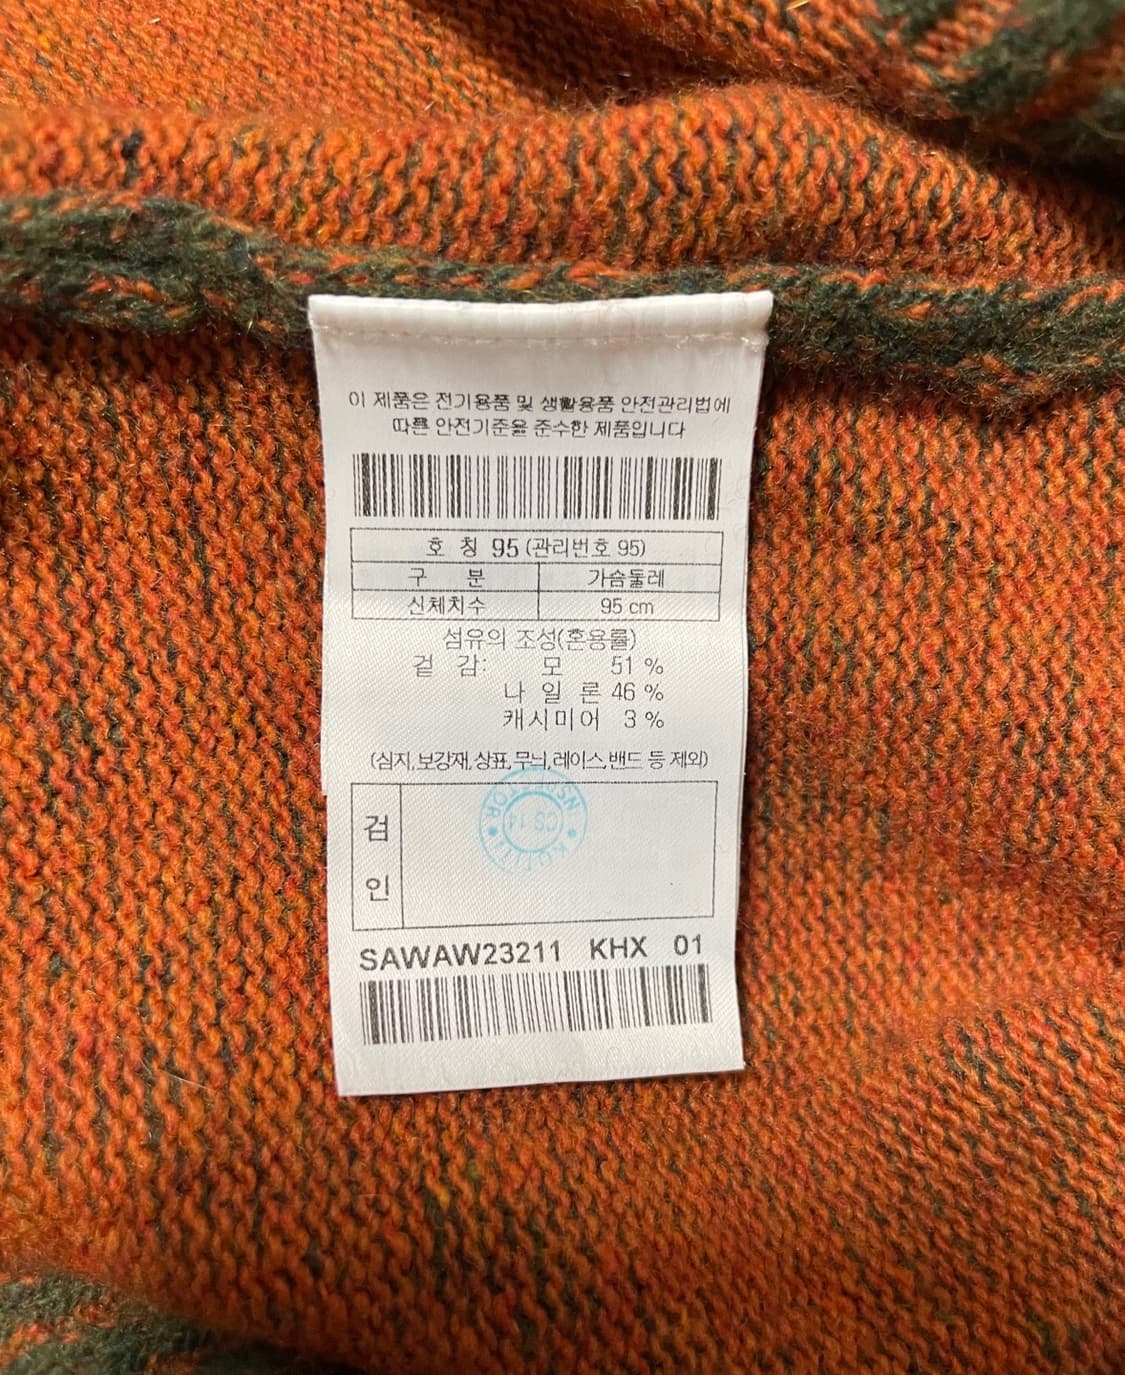 이 제품은 전기용품 및 생활용품 안전관리법에
따른 안전기준을 준수한 제품입니다
호 칭 95 (관리번호 95)
구 분 가슴둘레
신체치수 95 cm
섬유의 조성(혼용률)
겉 감: 모 51 %
나 일 론 46 %
캐시미어 3 %
(심지,보강재,상표,무늬,레이스,밴드 등 제외)
검
인
INSPECTOR
CS 14
KOTITI
SAWAW23211 KHX 01